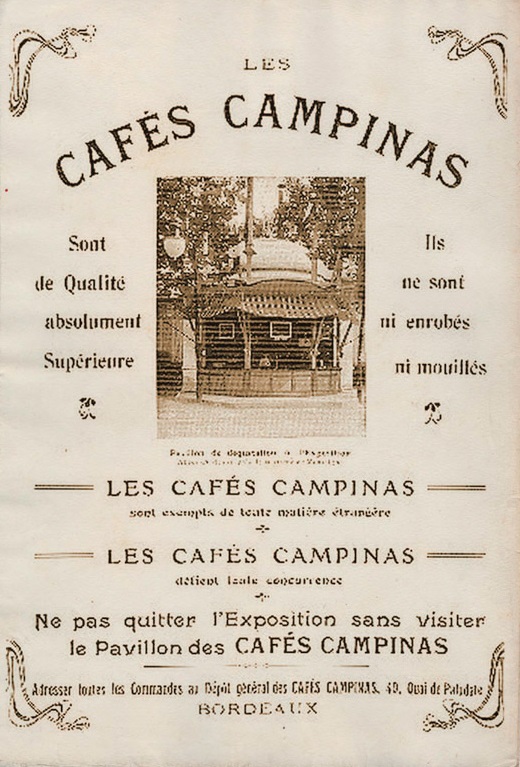 LES
CAFÉS CAMPINAS
Sont
de Qualité
absolument
Supérieure
Ils
ne sont
ni enrobés
ni mouillés
Pavillon de dégustation à l'Exposition
LES CAFÉS CAMPINAS
sont exempts de toute matière étrangère
LES CAFÉS CAMPINAS
défient toute concurrence
Ne pas quitter l'Exposition sans visiter
le Pavillon des CAFÉS CAMPINAS
Adresser toutes les Commandes au Dépôt général des CAFÉS CAMPINAS, 40, Quai de Paludate
BORDEAUX